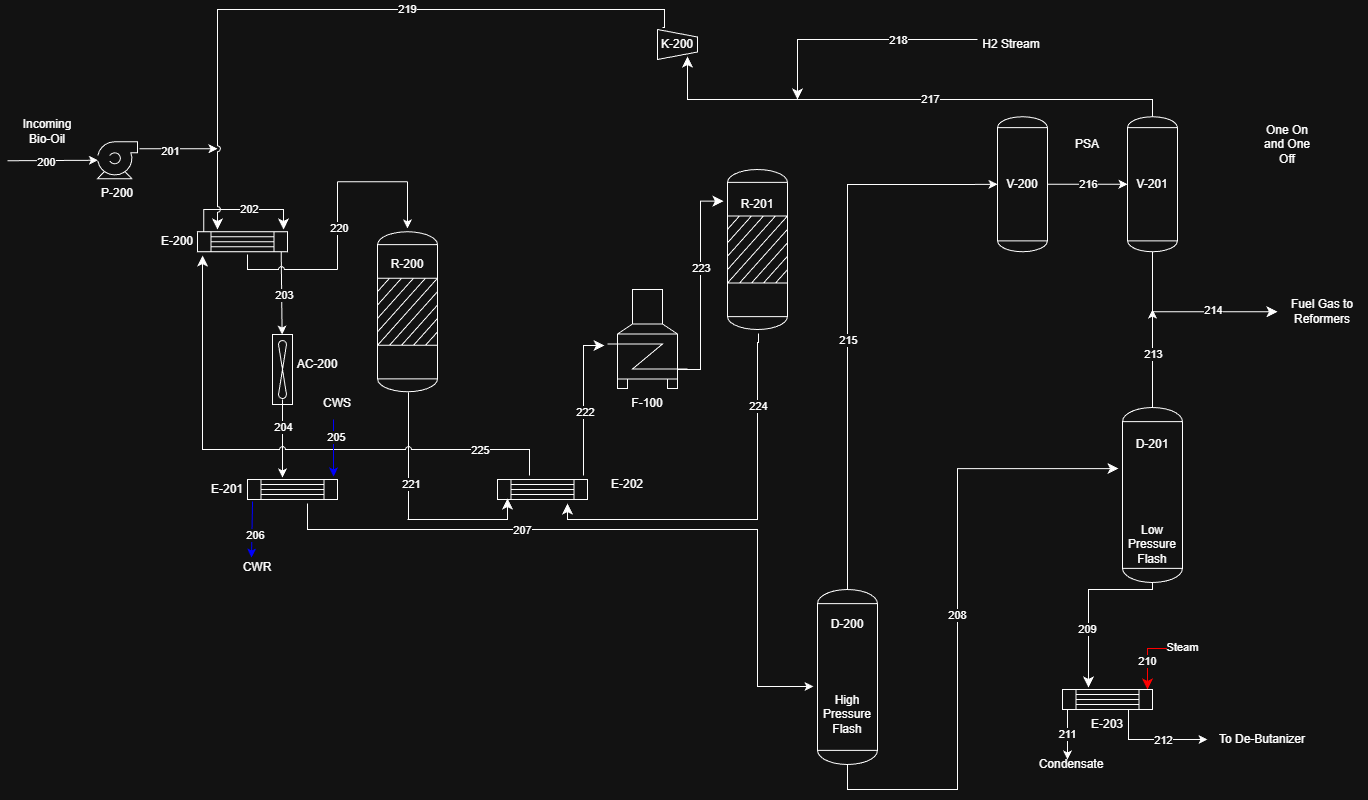 219
K-200
218
H2 Stream
217
Incoming
Bio-Oil
200
P-200
201
PSA
One On
and One
Off
V-200
216
V-201
202
E-200
220
R-200
R-201
203
223
AC-200
F-100
215
213
214
Fuel Gas to
Reformers
CWS
204
205
222
224
225
E-201
221
E-202
206
CWR
207
D-201
Low
Pressure
Flash
D-200
High
Pressure
Flash
208
209
Steam
210
E-203
211
Condensate
212
To De-Butanizer